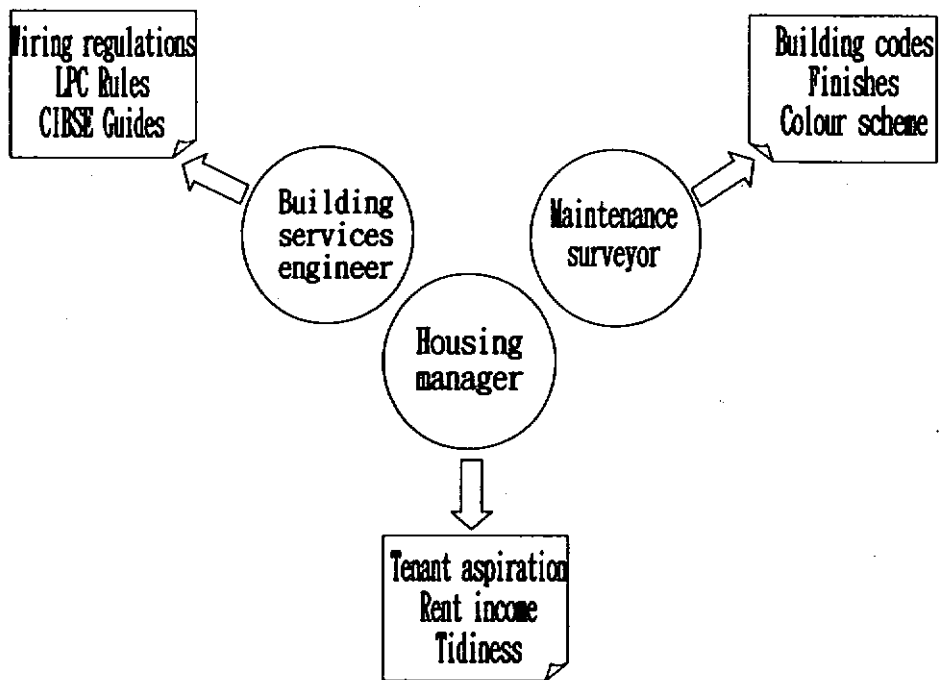 Wiring regulations
LPC Rules
CIBSE Guides
Building codes
Finishes
Colour scheme
Building
services
engineer
Maintenance
surveyor
Housing
manager
Tenant aspiration
Rent income
Tidiness